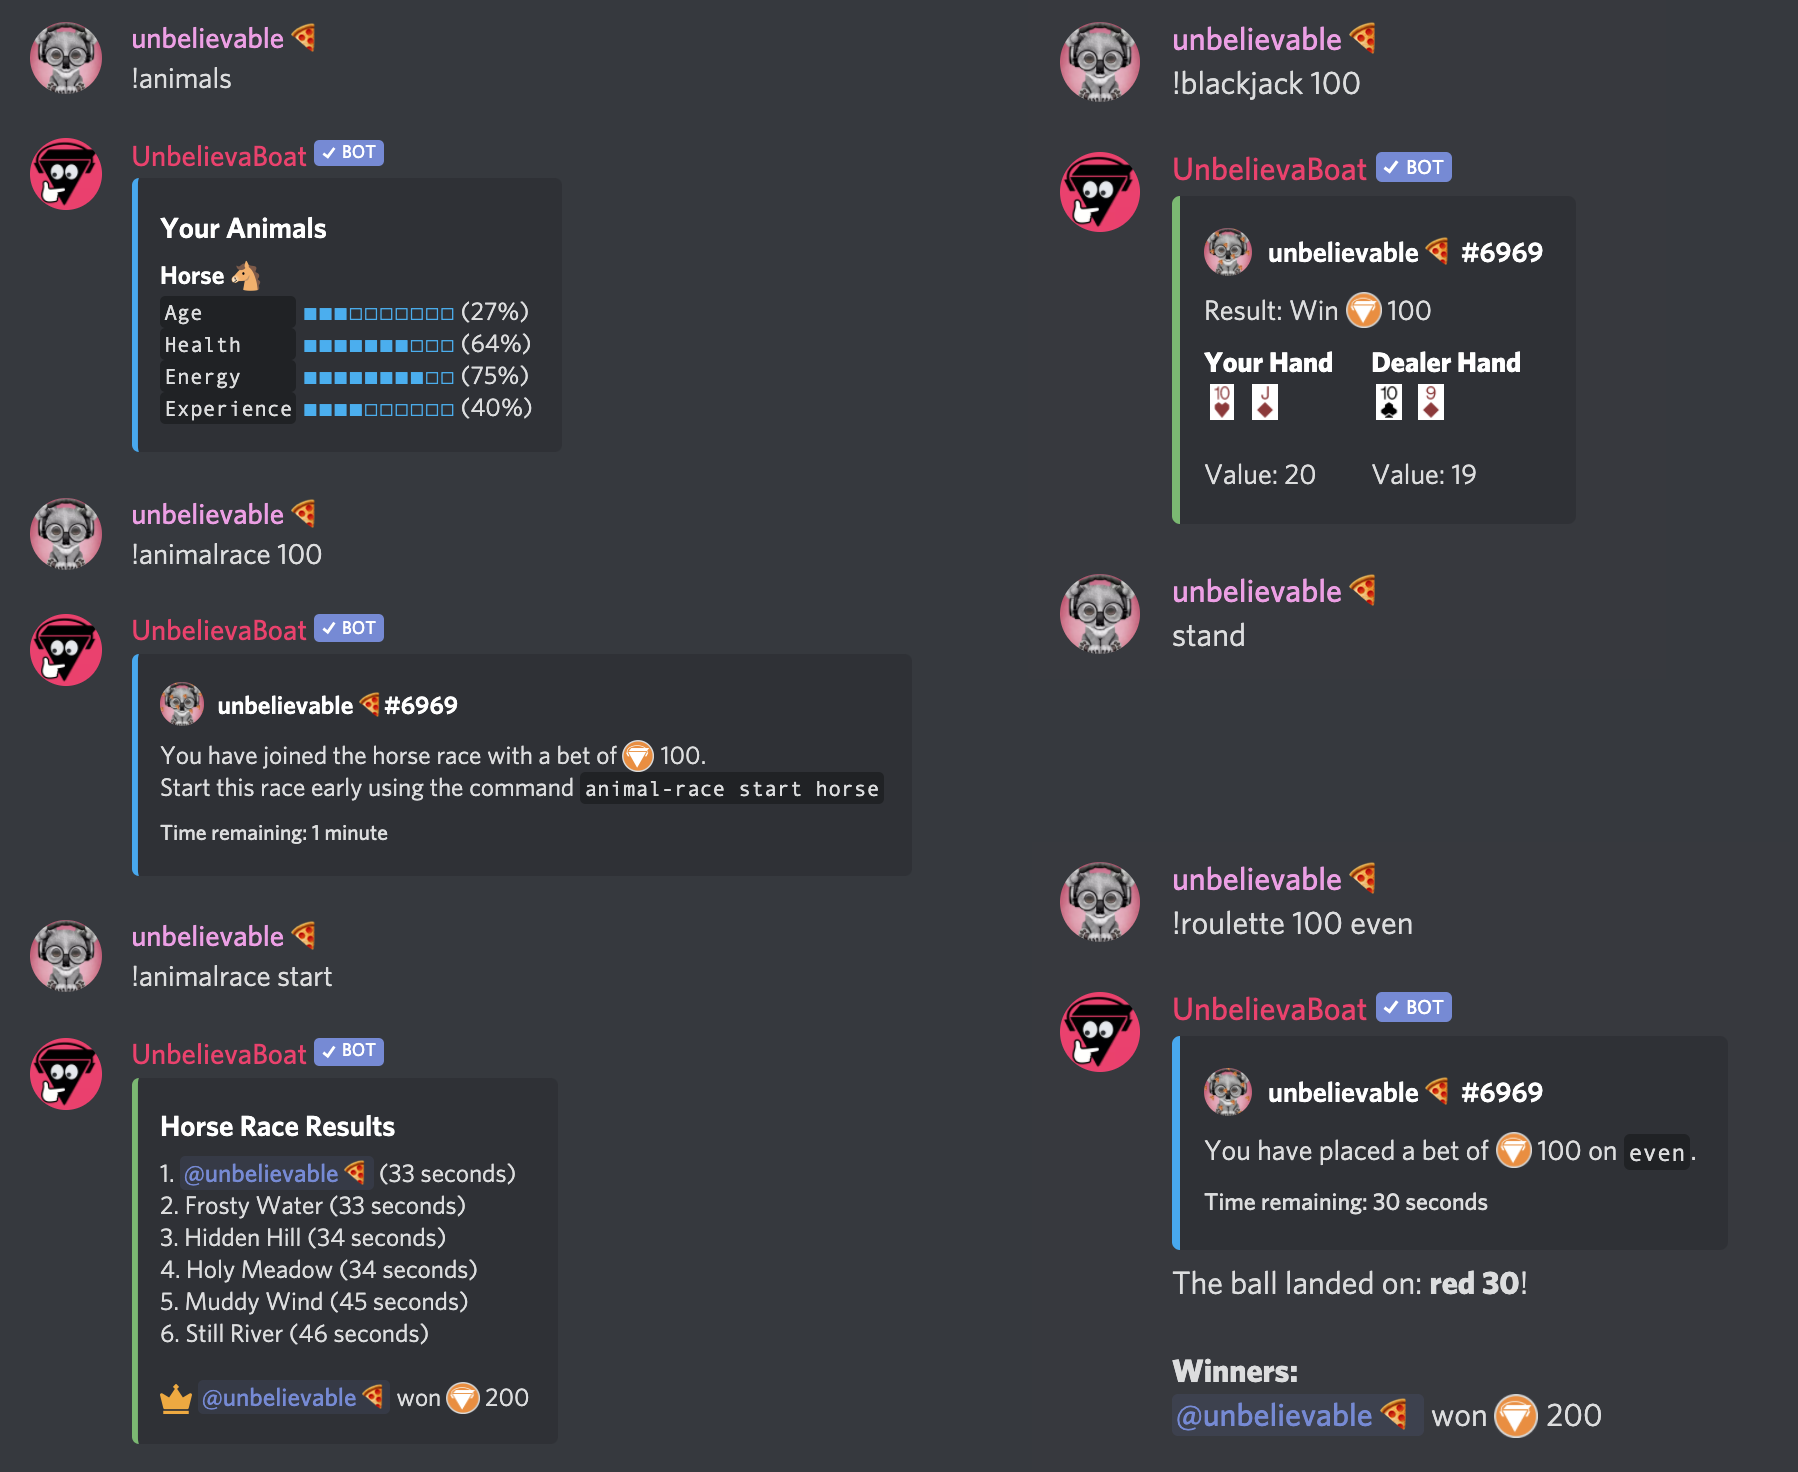 unbelievable 🍕
!animals
UnbelievaBoat ✓ BOT
Your Animals
Horse 🐴
Age ■■■□□□□□□□ (27%)
Health ■■■■■■■□□□ (64%)
Energy ■■■■■■■■□□ (75%)
Experience ■■■■□□□□□□ (40%)
unbelievable 🍕
!animalrace 100
UnbelievaBoat ✓ BOT
unbelievable 🍕#6969
You have joined the horse race with a bet of 100.
Start this race early using the command animal-race start horse
Time remaining: 1 minute
unbelievable 🍕
!animalrace start
UnbelievaBoat ✓ BOT
Horse Race Results
1. @unbelievable 🍕 (33 seconds)
2. Frosty Water (33 seconds)
3. Hidden Hill (34 seconds)
4. Holy Meadow (34 seconds)
5. Muddy Wind (45 seconds)
6. Still River (46 seconds)
@unbelievable 🍕 won 200
unbelievable 🍕
!blackjack 100
UnbelievaBoat ✓ BOT
unbelievable 🍕 #6969
Result: Win 100
Your Hand Dealer Hand
10♥ J♦ 10♣ 9♦
Value: 20 Value: 19
unbelievable 🍕
stand
unbelievable 🍕
!roulette 100 even
UnbelievaBoat ✓ BOT
unbelievable 🍕 #6969
You have placed a bet of 100 on even.
Time remaining: 30 seconds
The ball landed on: red 30!
Winners:
@unbelievable 🍕 won 200